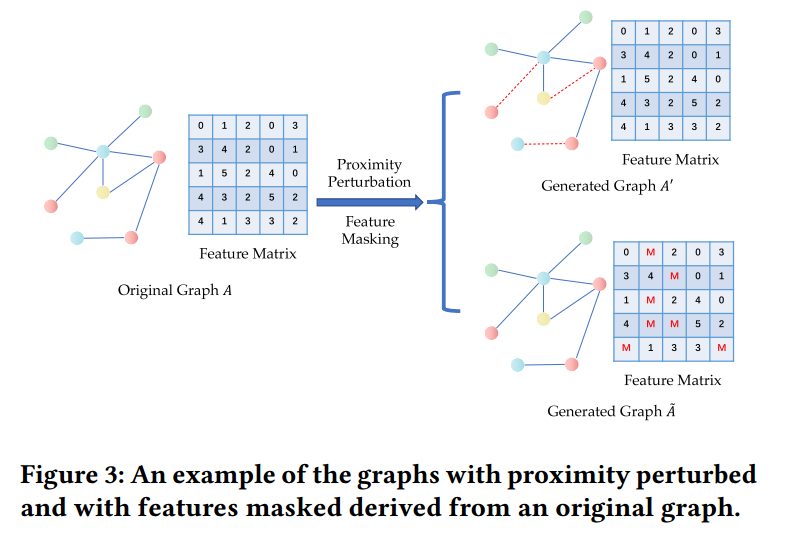 0 1 2 0 3
3 4 2 0 1
1 5 2 4 0
4 3 2 5 2
4 1 3 3 2
Feature Matrix
Original Graph A
Proximity
Perturbation
Feature
Masking
0 1 2 0 3
3 4 2 0 1
1 5 2 4 0
4 3 2 5 2
4 1 3 3 2
Feature Matrix
Generated Graph A′
0 M 2 0 3
3 4 M 0 1
1 M 2 4 0
4 M M 5 2
M 1 3 3 M
Feature Matrix
Generated Graph Ã
Figure 3: An example of the graphs with proximity perturbed
and with features masked derived from an original graph.